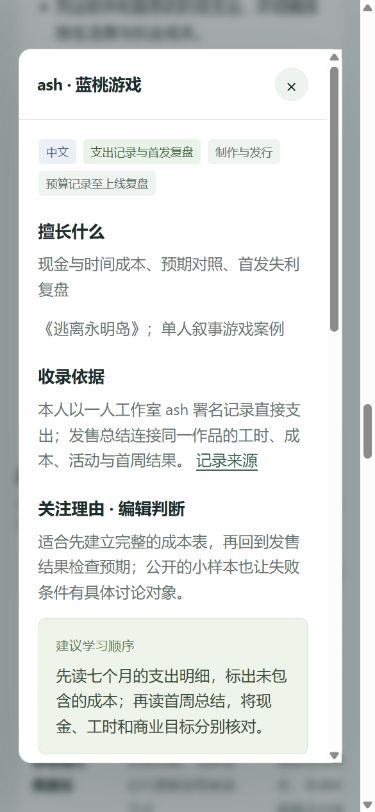 ash · 蓝桃游戏
×
中文 支出记录与首发复盘 制作与发行
预算记录至上线复盘
擅长什么
现金与时间成本、预期对照、首发失利
复盘
《逃离永明岛》；单人叙事游戏案例
收录依据
本人以一人工作室 ash 署名记录直接支
出；发售总结连接同一作品的工时、成
本、活动与首周结果。 记录来源
关注理由 · 编辑判断
适合先建立完整的成本表，再回到发售
结果检查预期；公开的小样本也让失败
条件有具体讨论对象。
建议学习顺序
先读七个月的支出明细，标出未包
含的成本；再读首周总结，将现
金、工时和商业目标分别核对。